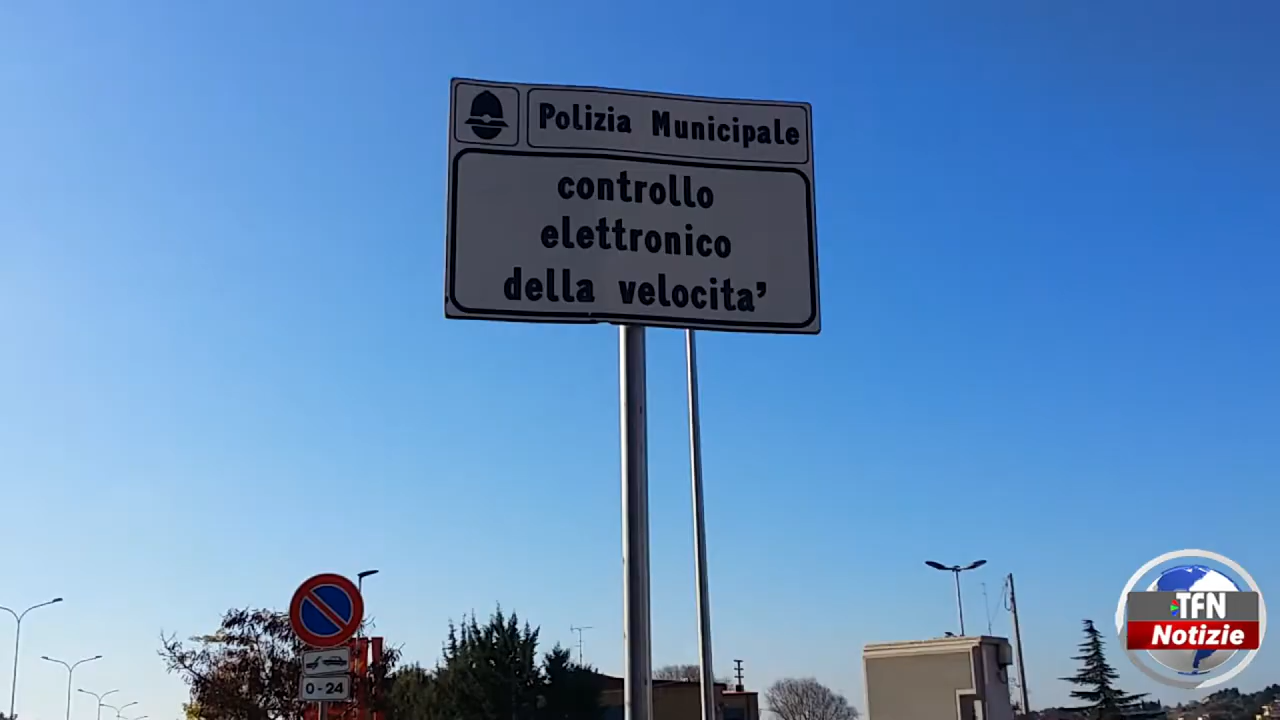 Polizia Municipale
controllo
elettronico
della velocita’
0-24
TFN
Notizie